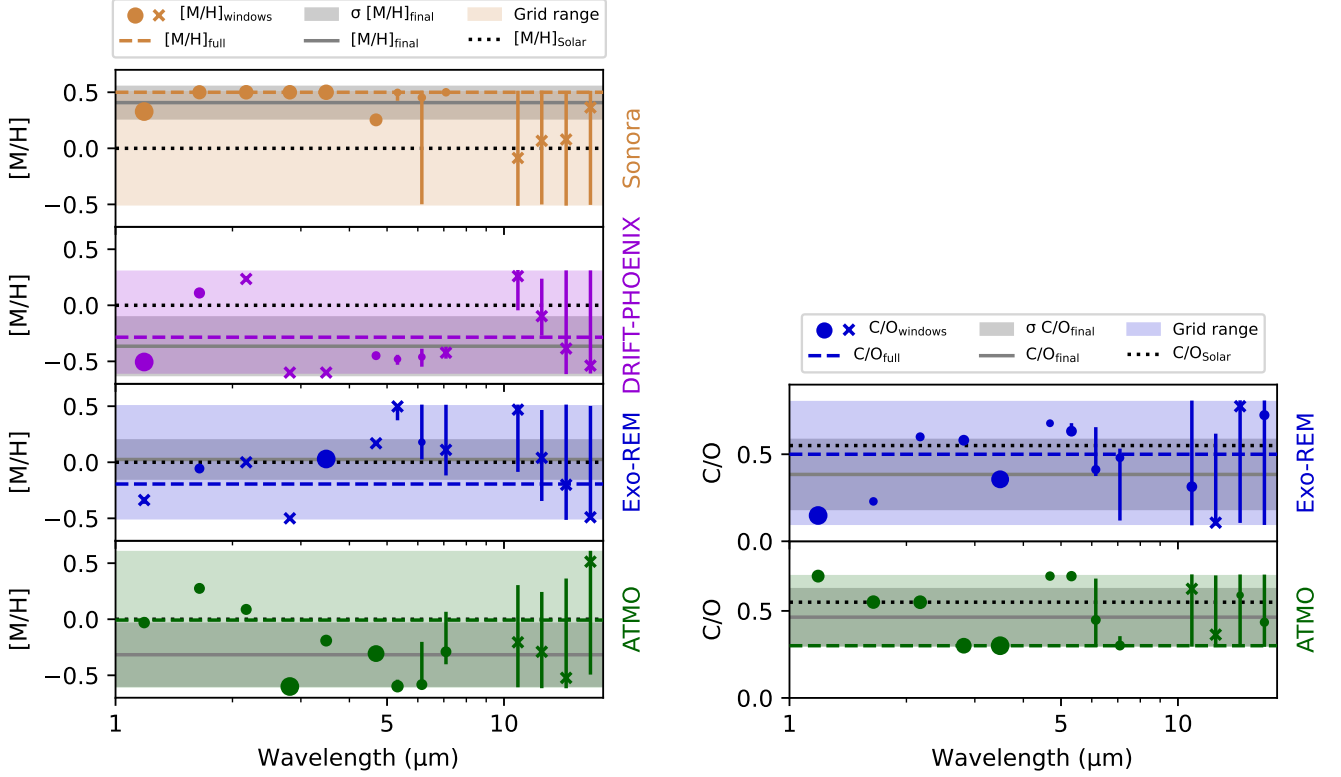 [M/H]windows σ [M/H]final Grid range
[M/H]full [M/H]final [M/H]Solar
0.5
0.0
−0.5
[M/H]
Sonora
0.5
0.0
−0.5
[M/H]
DRIFT-PHOENIX
0.5
0.0
−0.5
[M/H]
Exo-REM
0.5
0.0
−0.5
[M/H]
ATMO
1 5 10
Wavelength (µm)
C/Owindows σ C/Ofinal Grid range
C/Ofull C/Ofinal C/OSolar
0.5
0.0
C/O
Exo-REM
0.5
0.0
C/O
ATMO
1 5 10
Wavelength (µm)